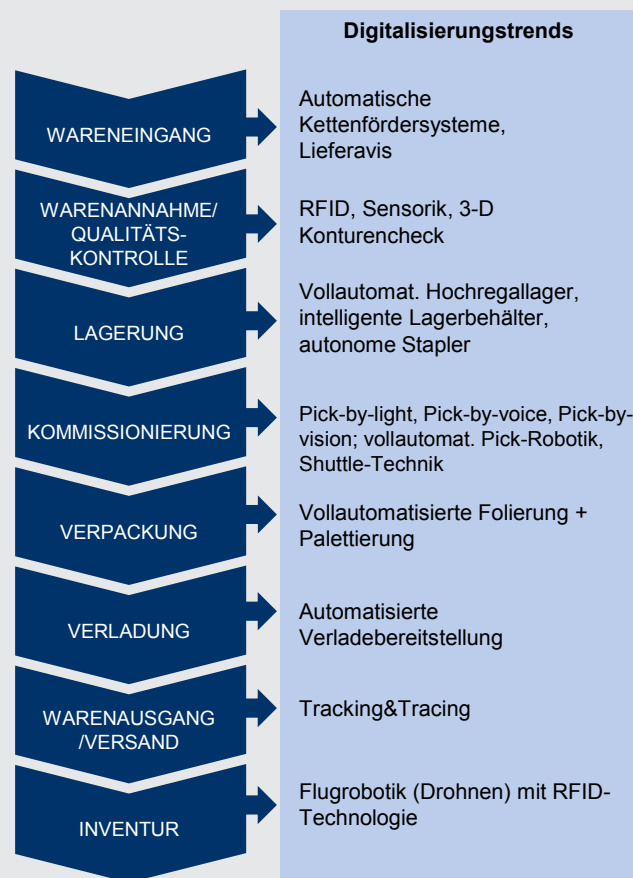 Digitalisierungstrends
WARENEINGANG
Automatische
Kettenfördersysteme,
Lieferavis
WARENANNAHME/
QUALITÄTS-
KONTROLLE
RFID, Sensorik, 3-D
Konturencheck
LAGERUNG
Vollautomat. Hochregallager,
intelligente Lagerbehälter,
autonome Stapler
KOMMISSIONIERUNG
Pick-by-light, Pick-by-voice, Pick-by-
vision; vollautomat. Pick-Robotik,
Shuttle-Technik
VERPACKUNG
Vollautomatisierte Folierung +
Palettierung
VERLADUNG
Automatisierte
Verladebereitstellung
WARENAUSGANG
/VERSAND
Tracking&Tracing
INVENTUR
Flugrobotik (Drohnen) mit RFID-
Technologie